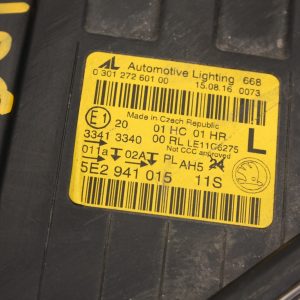 AL Automotive Lighting 668
0 301 272 601 00 15.08.16 0073
Made in Czech Republic
E1 20 01 HC 01 HR L
3341 3340 00 RL LE11G6275
Not CCC approved
011a 02A PL AH5 24
5E2 941 015 11S